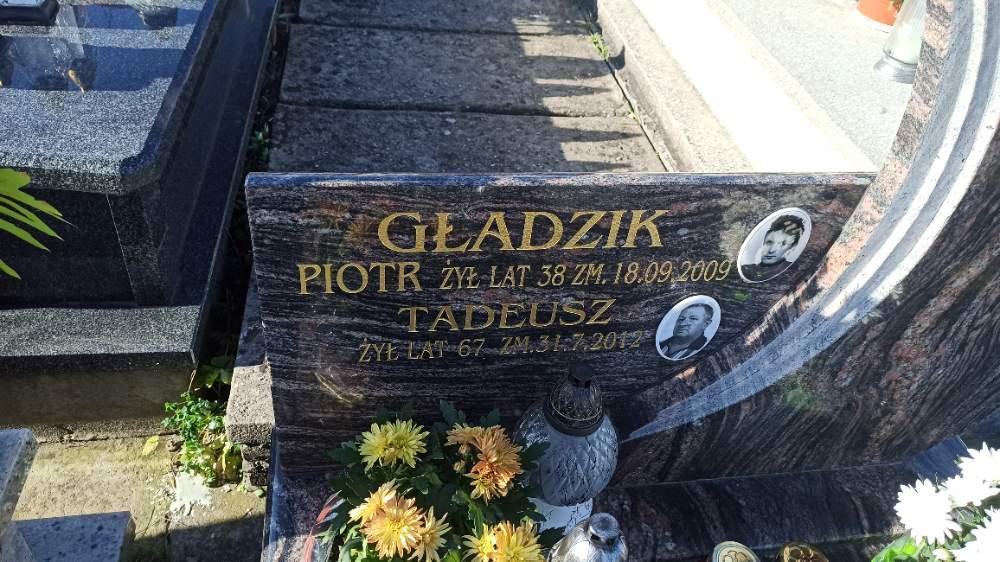 GŁADZIK
PIOTR ŻYŁ LAT 38 ZM. 18.09.2009
TADEUSZ
ŻYŁ LAT 67 ZM. 31.7.2012